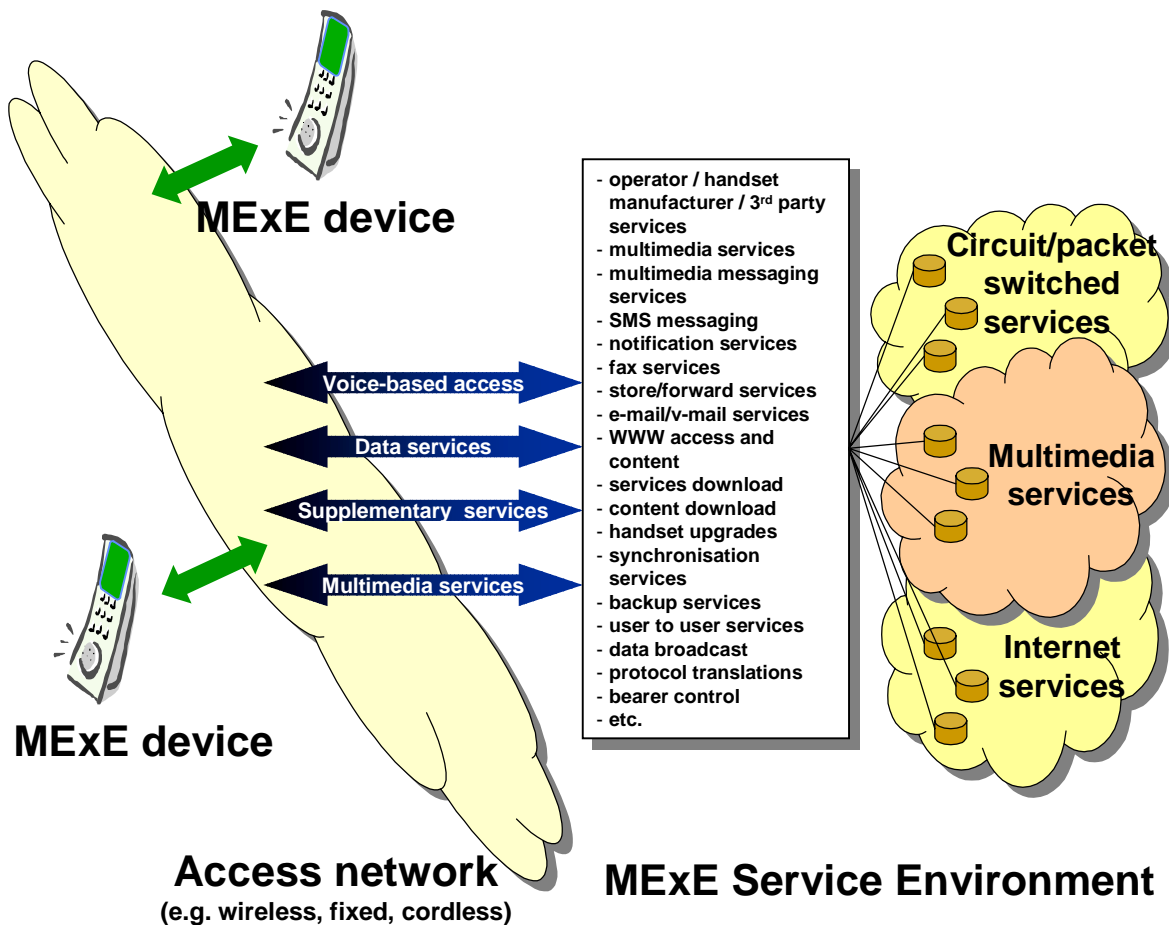 MExE device
- operator / handset
manufacturer / 3rd party
services
- multimedia services
- multimedia messaging
services
- SMS messaging
- notification services
- fax services
- store/forward services
- e-mail/v-mail services
- WWW access and
content
- services download
- content download
- handset upgrades
- synchronisation
services
- backup services
- user to user services
- data broadcast
- protocol translations
- bearer control
- etc.
Circuit/packet
switched
services
Voice-based access
Data services
Supplementary services
Multimedia services
Multimedia
services
Internet
services
MExE device
Access network
(e.g. wireless, fixed, cordless)
MExE Service Environment